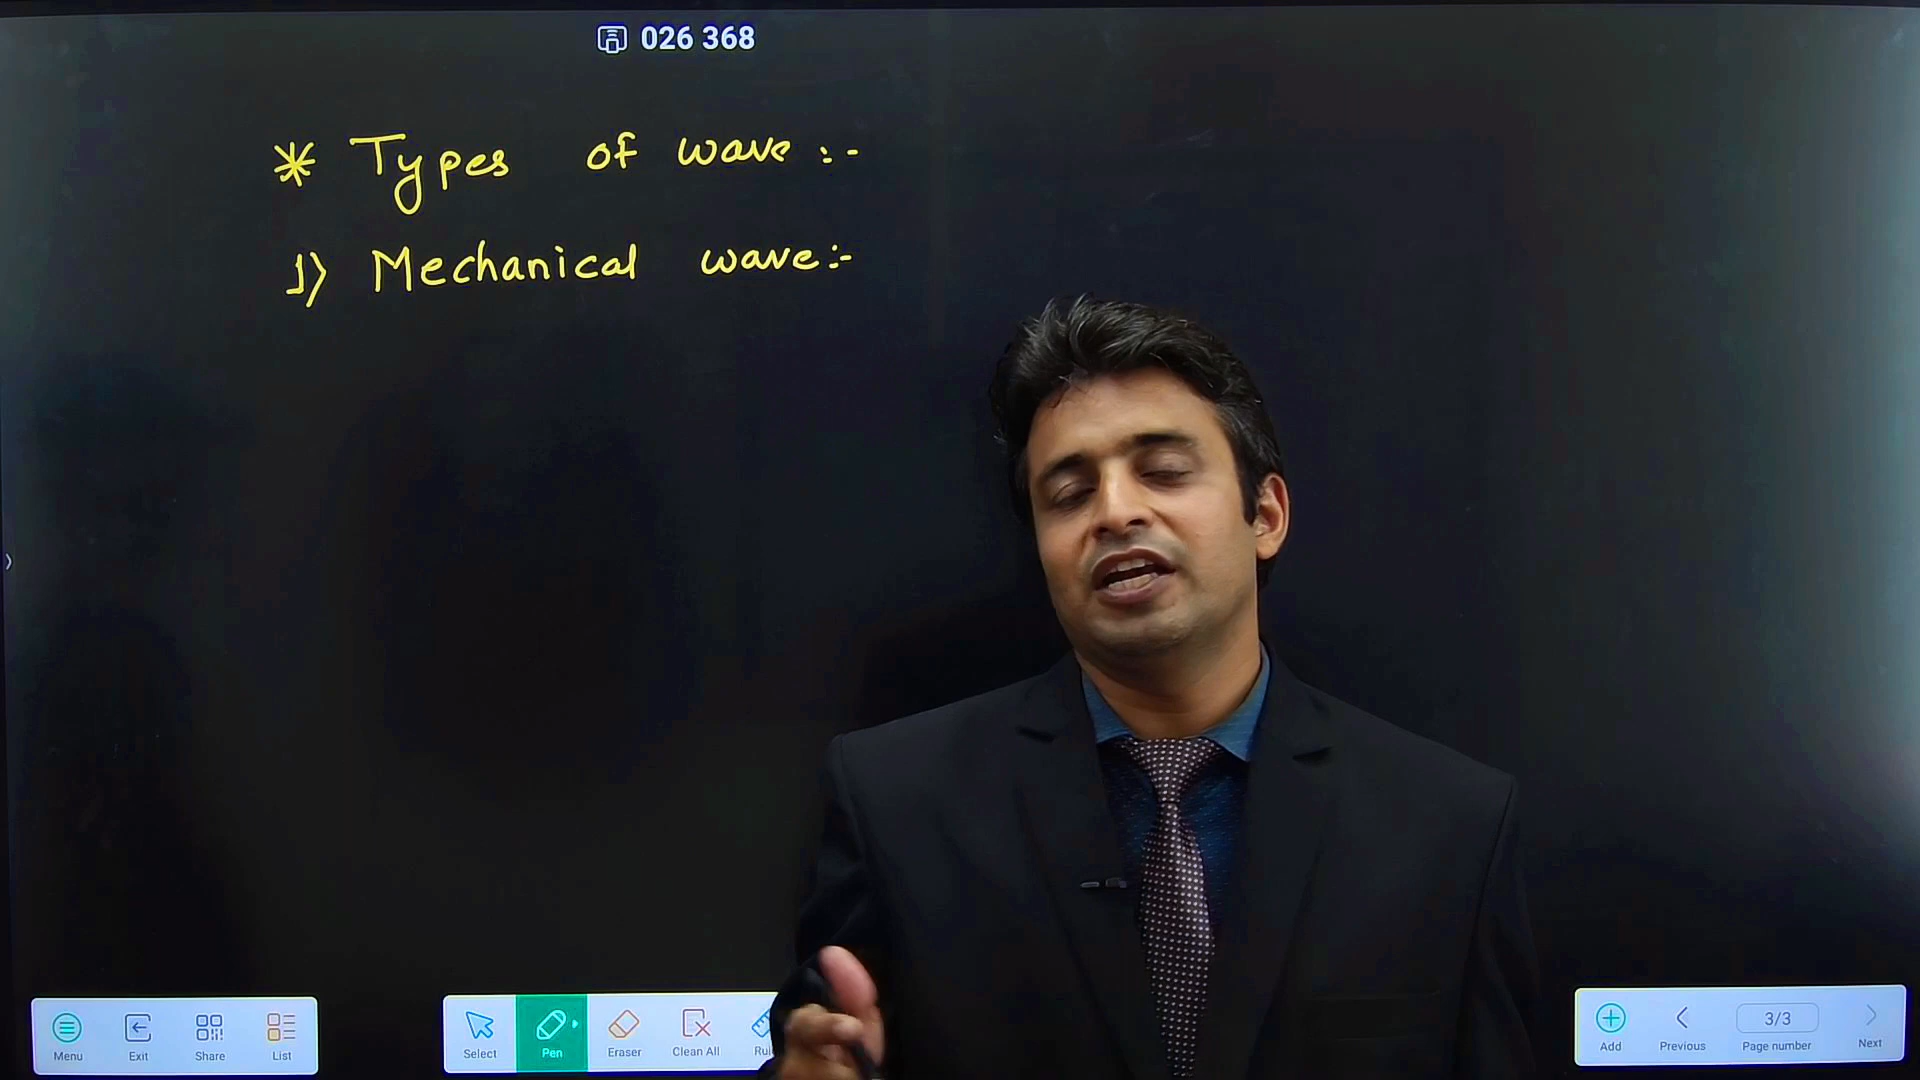 026 368
* Types of wave :-
1) Mechanical wave:-
Menu Exit Share List
Select Pen Eraser Clean All
3/3
Add Previous Page number Next